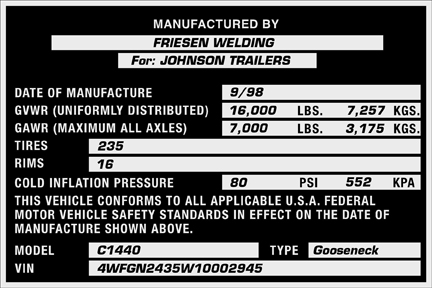 MANUFACTURED BY
FRIESEN WELDING
For: JOHNSON TRAILERS
DATE OF MANUFACTURE 9/98
GVWR (UNIFORMLY DISTRIBUTED) 16,000 LBS. 7,257 KGS.
GAWR (MAXIMUM ALL AXLES) 7,000 LBS. 3,175 KGS.
TIRES 235
RIMS 16
COLD INFLATION PRESSURE 80 PSI 552 KPA
THIS VEHICLE CONFORMS TO ALL APPLICABLE U.S.A. FEDERAL
MOTOR VEHICLE SAFETY STANDARDS IN EFFECT ON THE DATE OF
MANUFACTURE SHOWN ABOVE.
MODEL C1440 TYPE Gooseneck
VIN 4WFGN2435W10002945